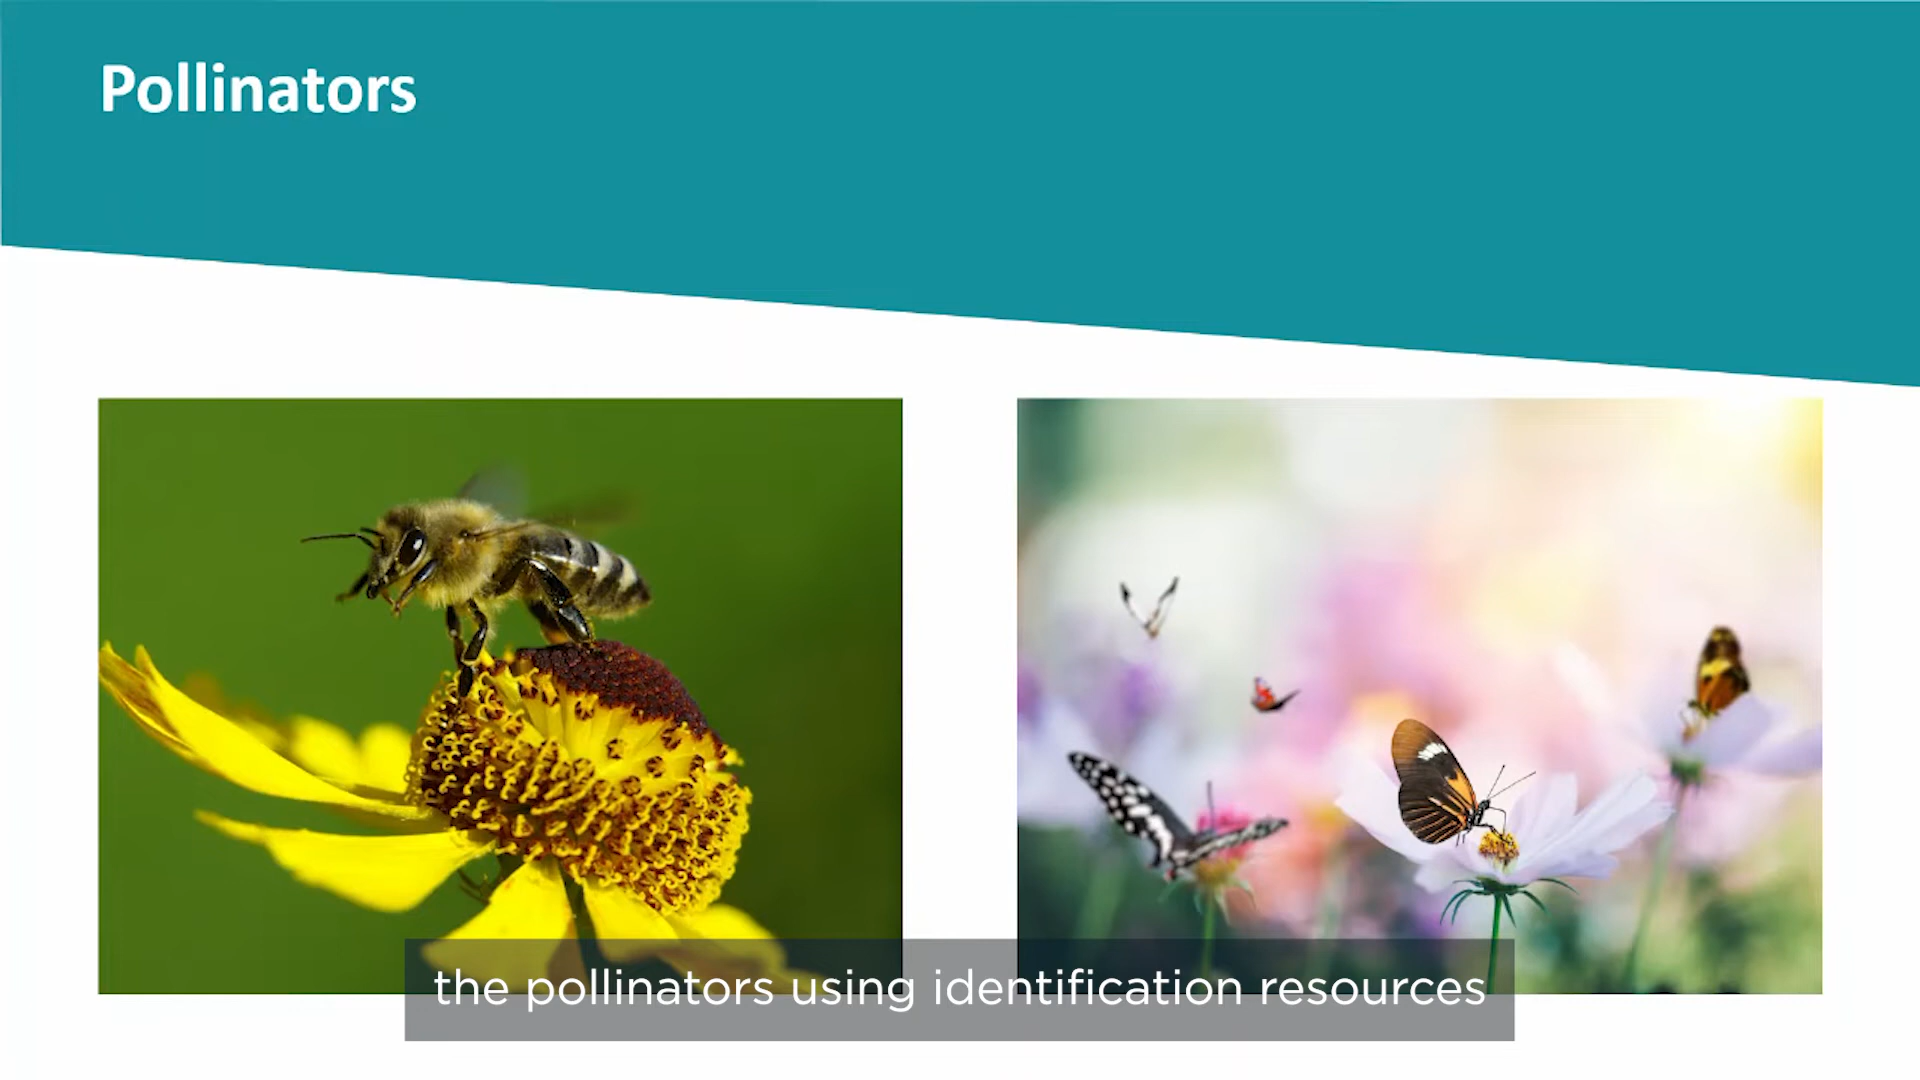 Pollinators
the pollinators using identification resources